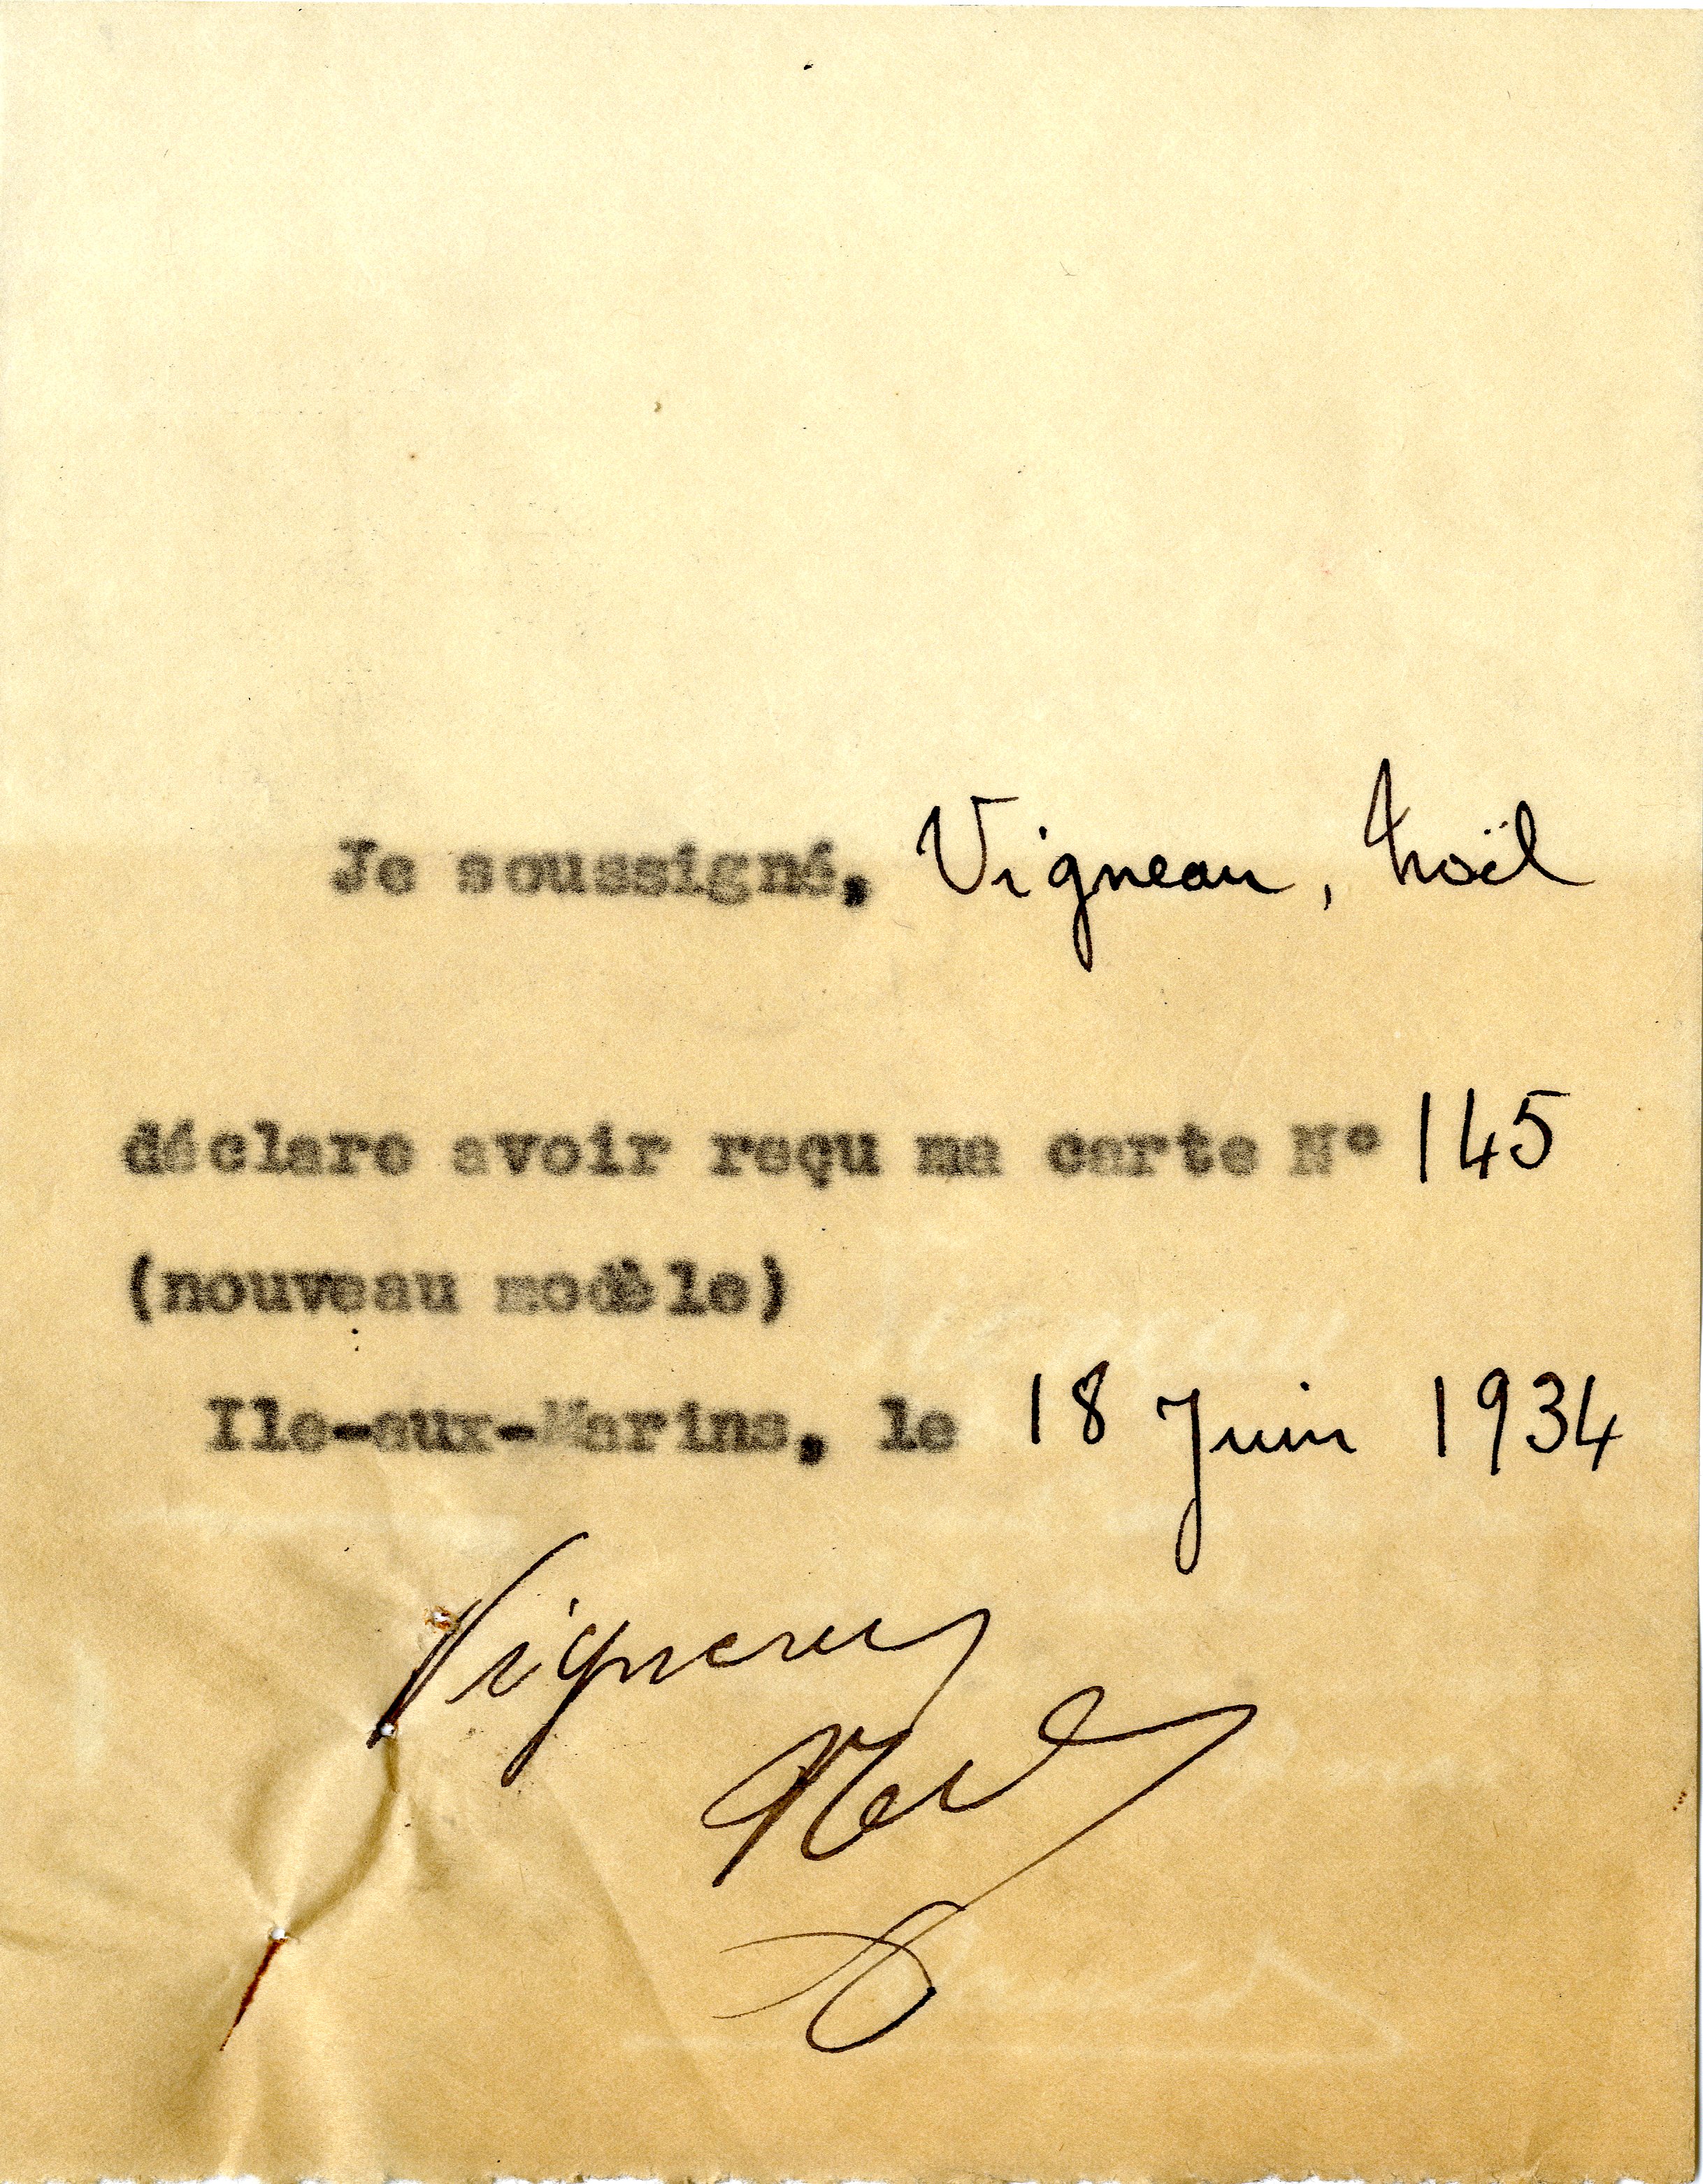 Je soussigné, Vigneau, Noël
déclare avoir reçu ma carte N° 145
(nouveau modèle)
Ile-aux-Marins, le 18 Juin 1934
Vigneau
Noel